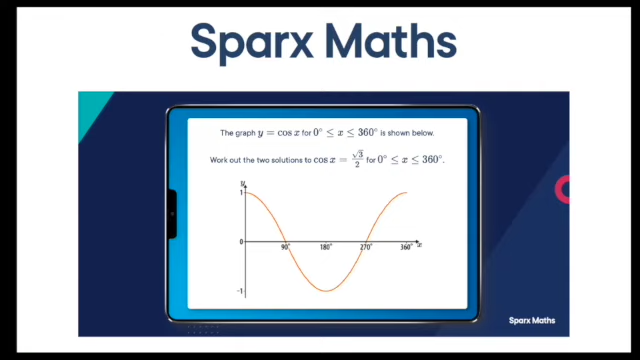 Sparx Maths
The graph y = cos x for 0° ≤ x ≤ 360° is shown below.
Work out the two solutions to cos x = √3/2 for 0° ≤ x ≤ 360°.
y
1
0
90°
180°
270°
360°
x
-1
Sparx Maths